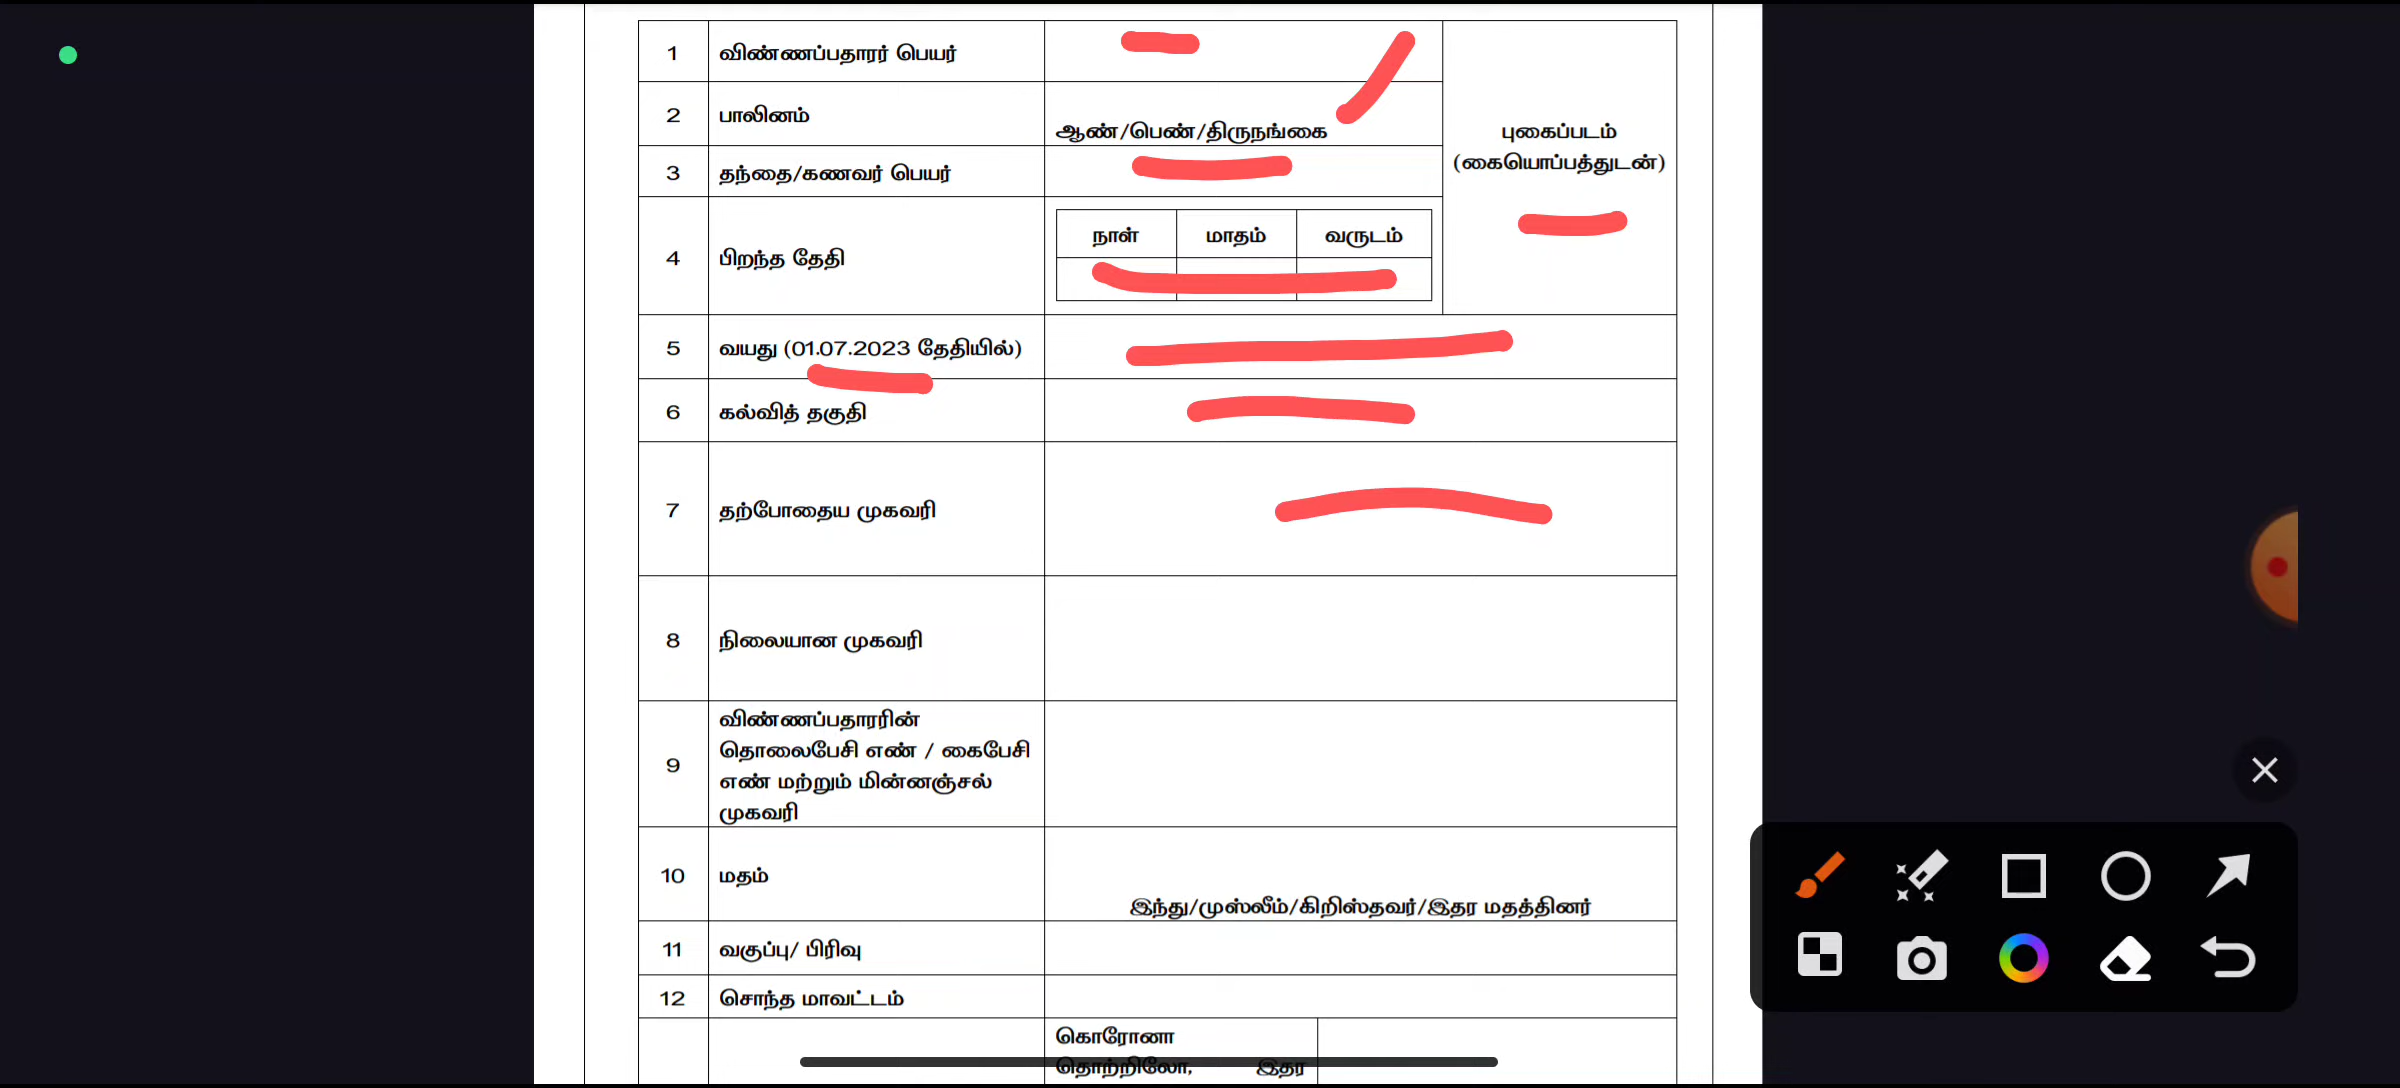 1 விண்ணப்பதாரர் பெயர்
2 பாலினம் ஆண்/பெண்/திருநங்கை
புகைப்படம்
(கையொப்பத்துடன்)
3 தந்தை/கணவர் பெயர்
4 பிறந்த தேதி
நாள் மாதம் வருடம்
5 வயது (01.07.2023 தேதியில்)
6 கல்வித் தகுதி
7 தற்போதைய முகவரி
8 நிலையான முகவரி
9 விண்ணப்பதாரரின்
தொலைபேசி எண் / கைபேசி
எண் மற்றும் மின்னஞ்சல்
முகவரி
10 மதம்
இந்து/முஸ்லீம்/கிறிஸ்தவர்/இதர மதத்தினர்
11 வகுப்பு/ பிரிவு
12 சொந்த மாவட்டம்
கொரோனா
தொற்றிலோ, இதர